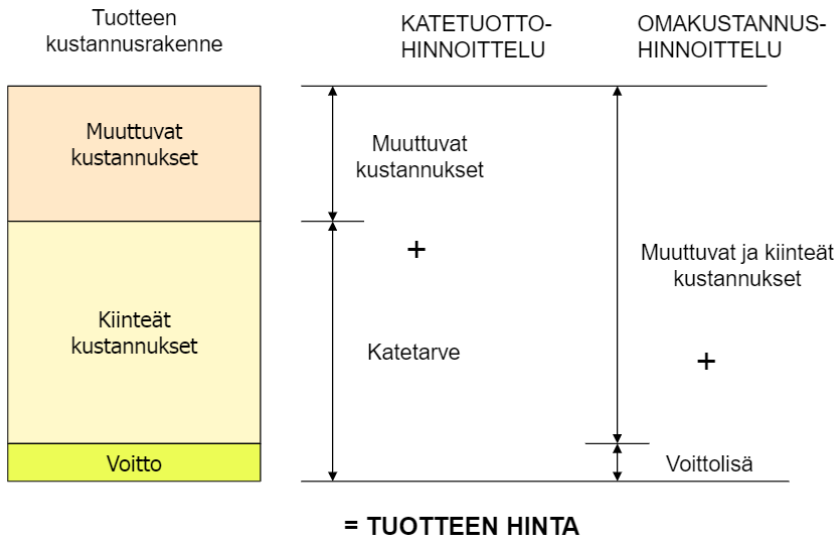 Tuotteen
kustannusrakenne
KATETUOTTO-
HINNOITTELU
OMAKUSTANNUS-
HINNOITTELU
Muuttuvat
kustannukset
Muuttuvat
kustannukset
+
Muuttuvat ja kiinteät
kustannukset
Kiinteät
kustannukset
Katetarve
+
Voitto
Voittolisä
= TUOTTEEN HINTA